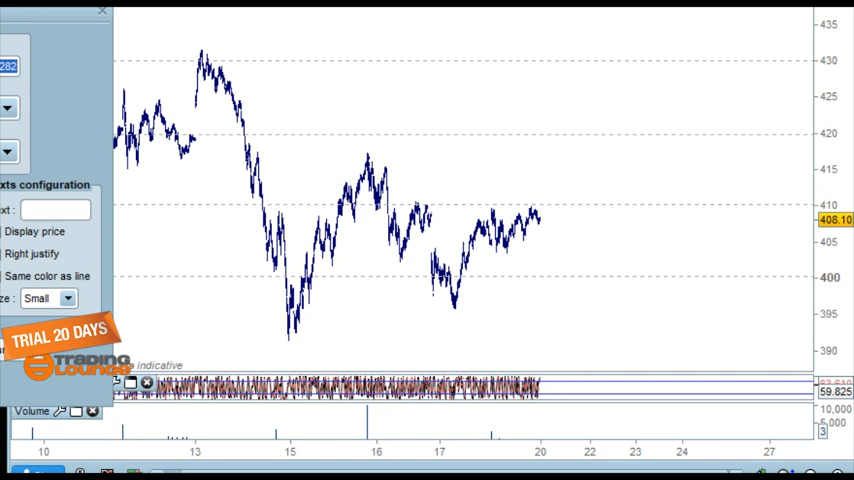 435
430
425
420
415
410
408.10
405
400
395
390
282
exts configuration
ext :
Display price
Right justify
Same color as line
ze : Small
TRIAL 20 DAYS
TRADING
LOUNGE
indicative
59.825
Volume
10,000
5,000
3
10 13 15 16 17 20 22 23 24 27